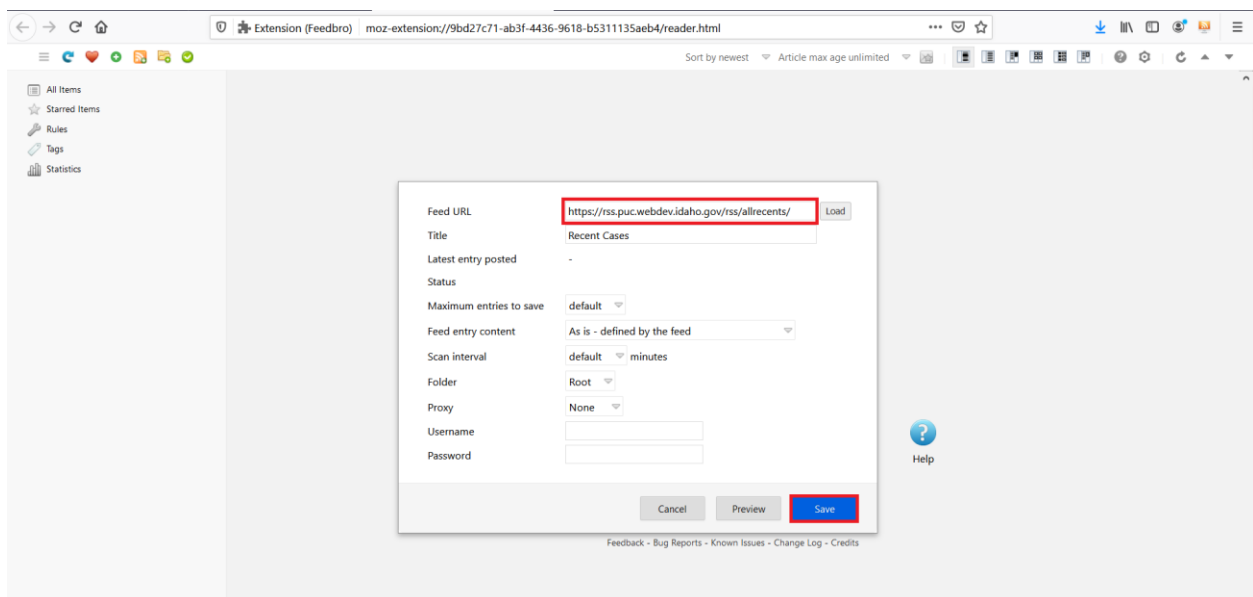 Extension (Feedbro) moz-extension://9bd27c71-ab3f-4436-9618-b5311135aeb4/reader.html
Sort by newest Article max age unlimited
All Items
Starred Items
Rules
Tags
Statistics
Feed URL https://rss.puc.webdev.idaho.gov/rss/allrecents/ Load
Title Recent Cases
Latest entry posted -
Status
Maximum entries to save default
Feed entry content As is - defined by the feed
Scan interval default minutes
Folder Root
Proxy None
Username
Password
Help
Cancel Preview Save
Feedback - Bug Reports - Known Issues - Change Log - Credits